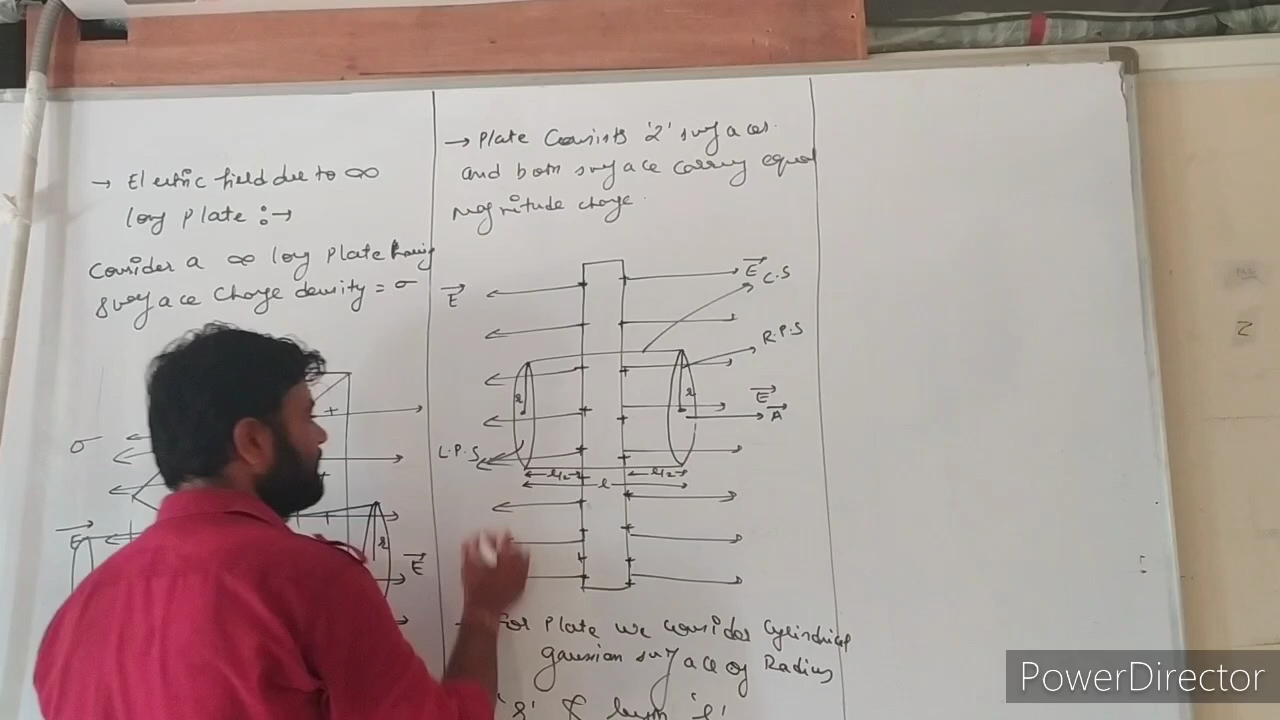 → Electric field due to ∞
long plate :→
Consider a ∞ long plate having
surface charge density = σ
σ
+
+
+
E
r
E
→ Plate Consists '2' surfaces.
and both surface carry equal
magnitude charge.
E
E
C.S
R.P.S
r
r
E
A
L.P.S
l/2
l/2
l
For plate we consider cylindrical
gaussian surface of Radius
'r' & length 'l'
PowerDirector